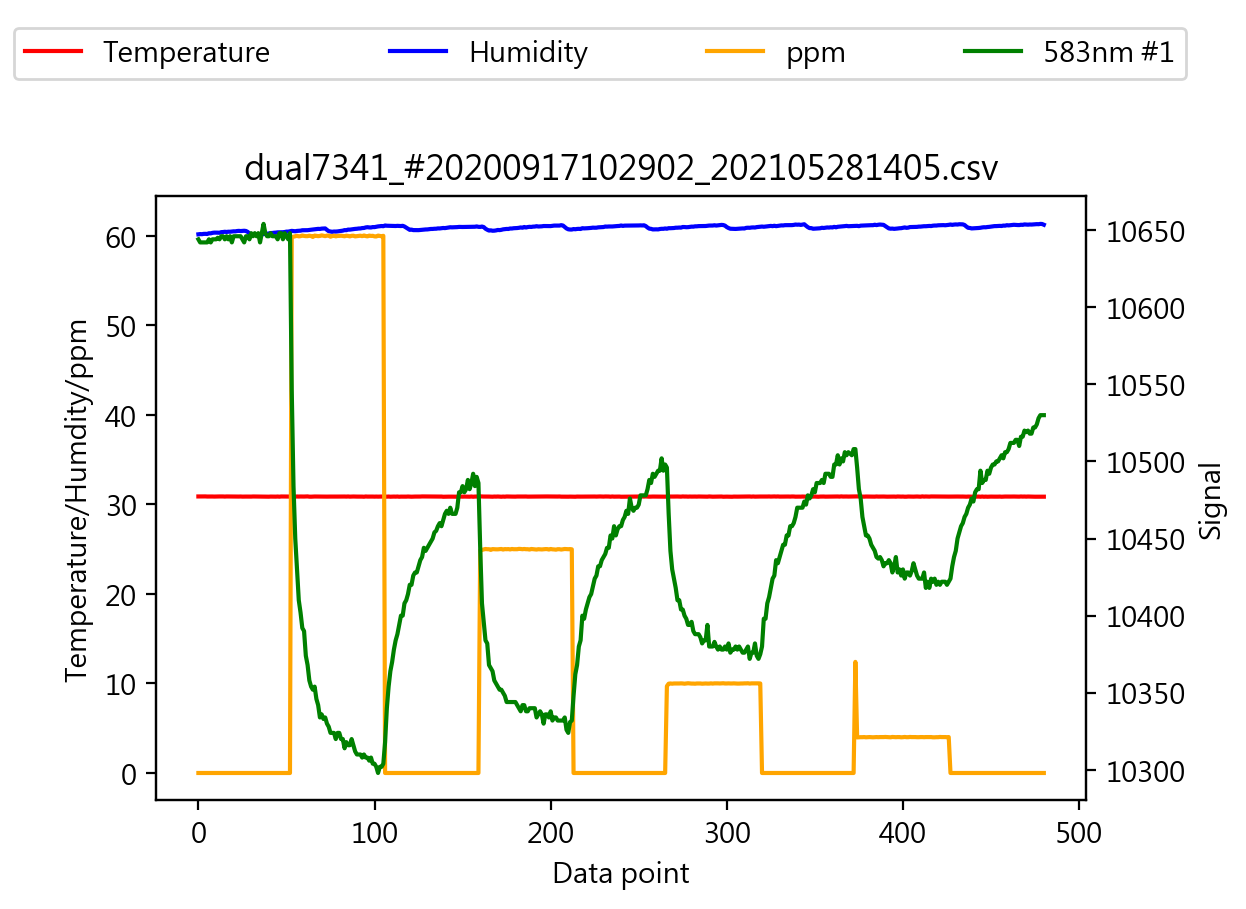 Temperature Humidity ppm 583nm #1
dual7341_#20200917102902_202105281405.csv
Temperature/Humdity/ppm
60
50
40
30
20
10
0
10650
10600
10550
10500
10450
10400
10350
10300
Signal
0 100 200 300 400 500
Data point